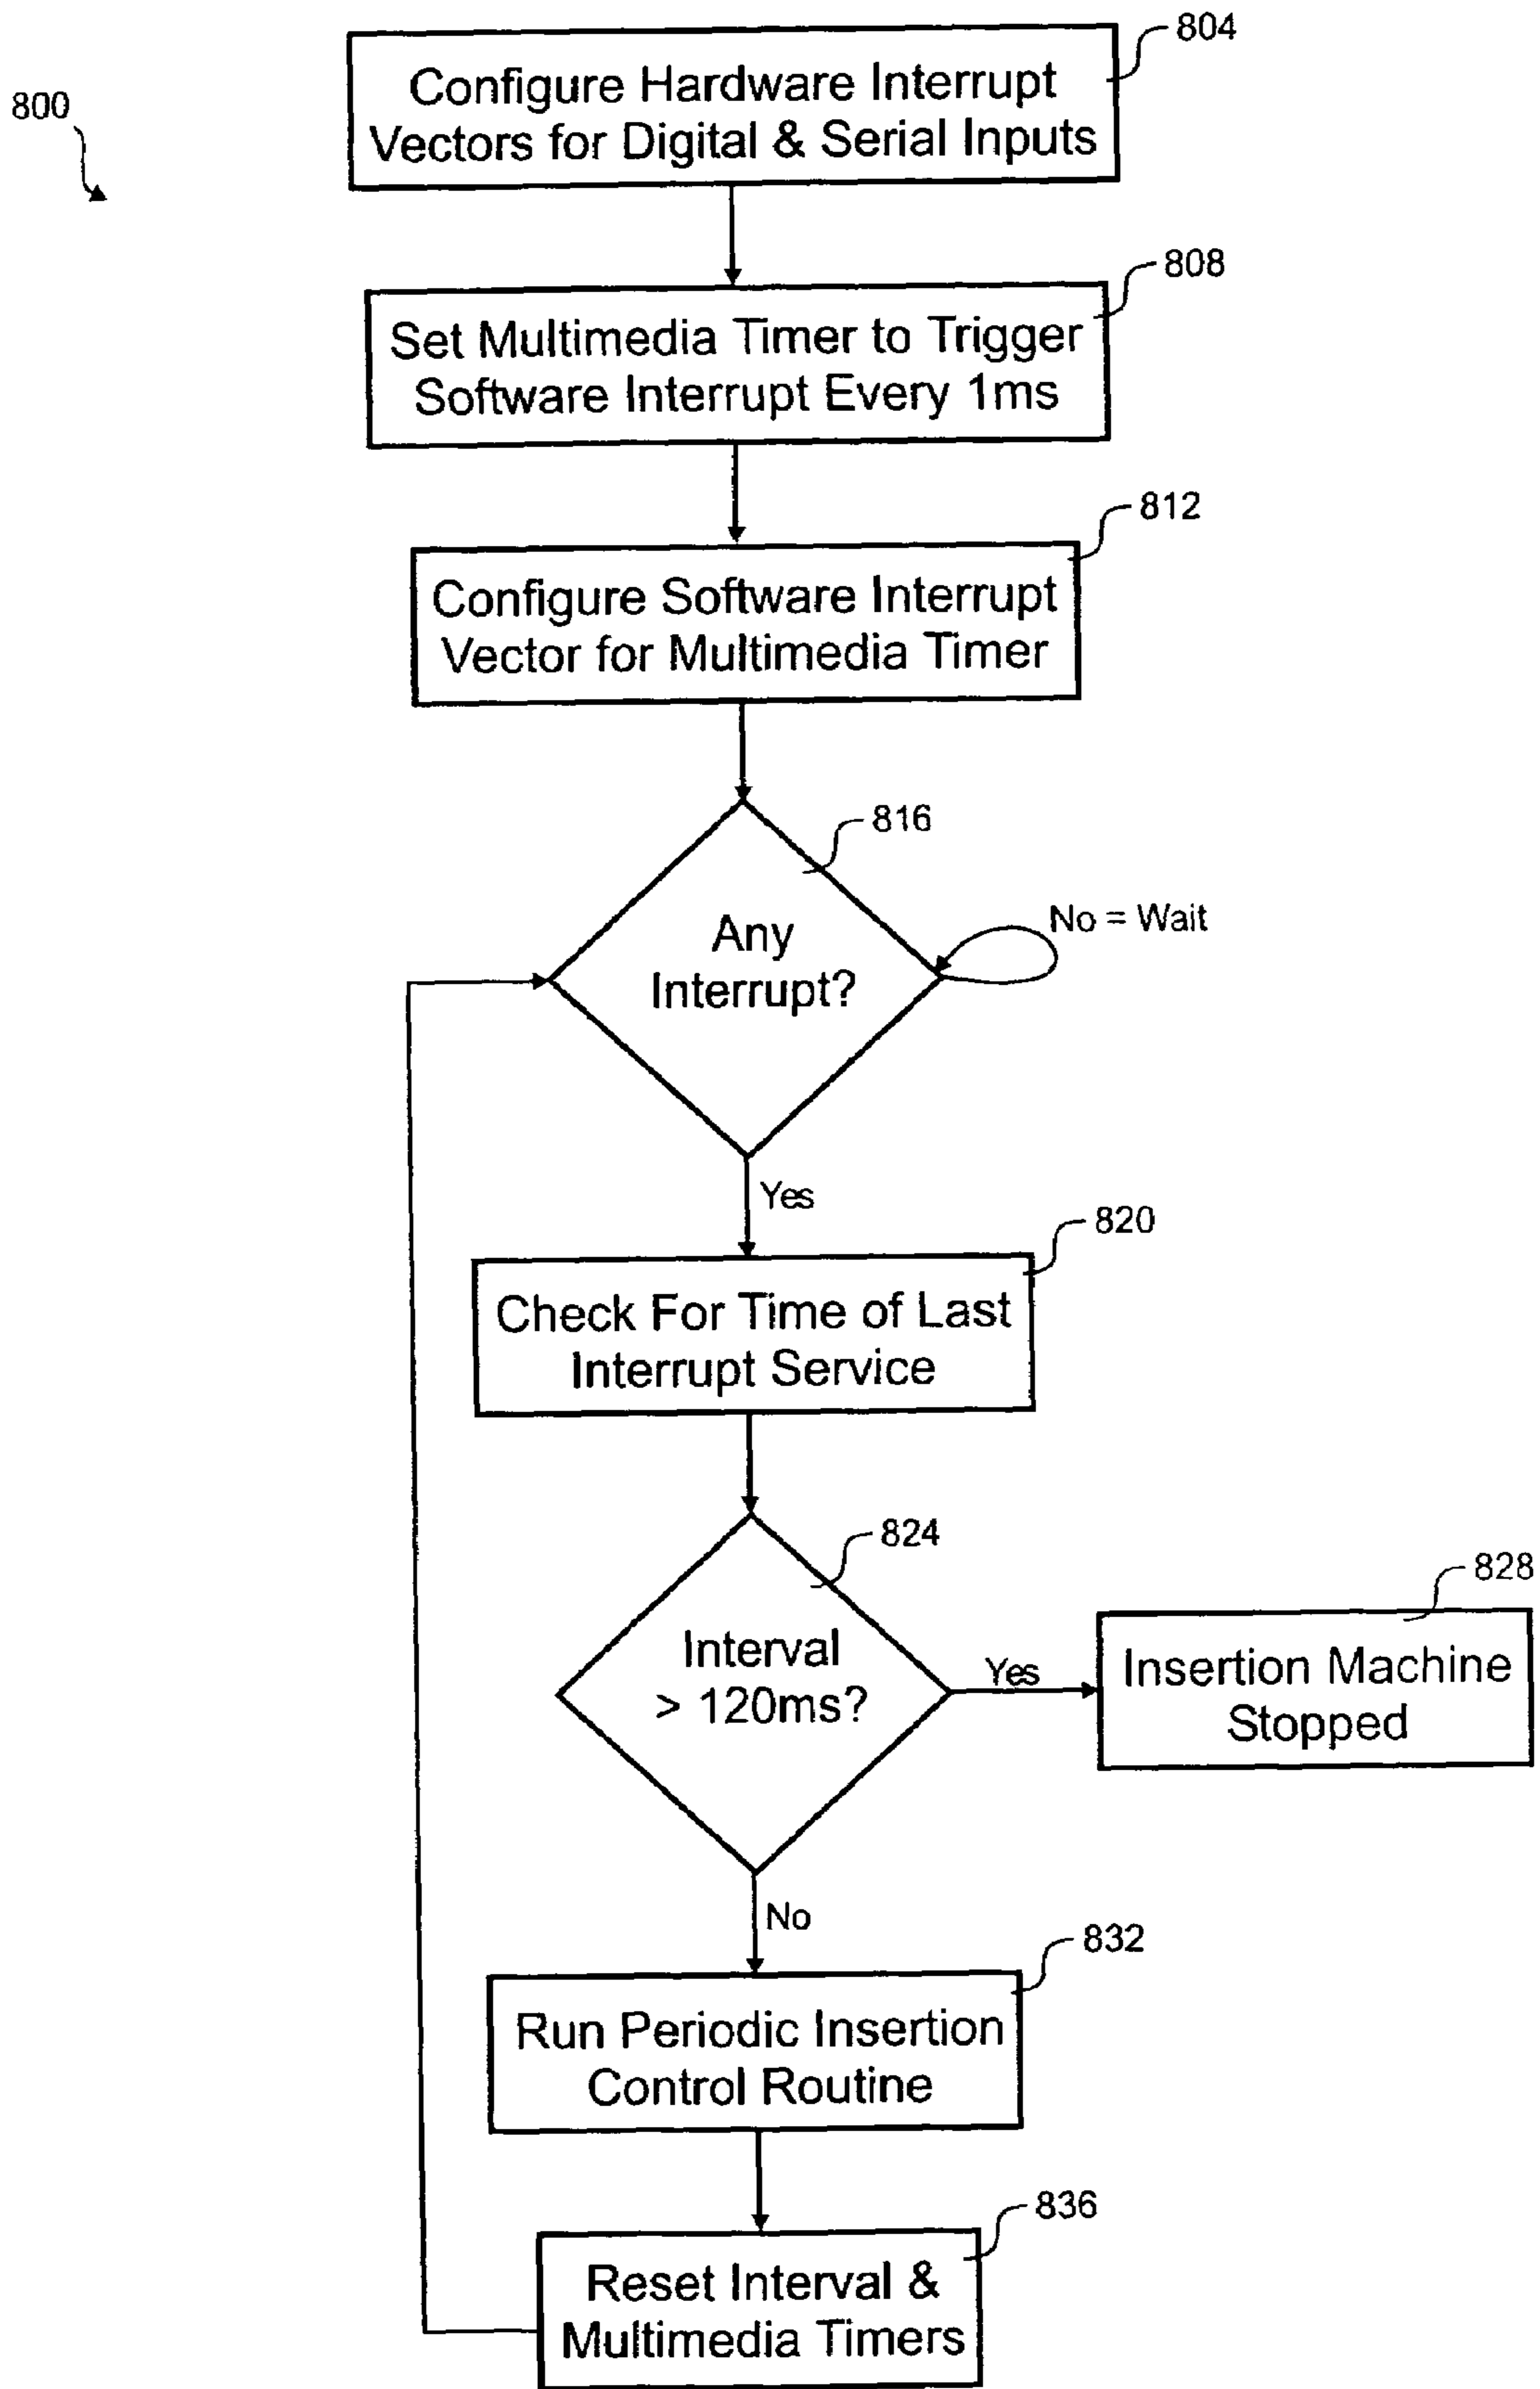 800
804
Configure Hardware Interrupt
Vectors for Digital & Serial Inputs
808
Set Multimedia Timer to Trigger
Software Interrupt Every 1ms
812
Configure Software Interrupt
Vector for Multimedia Timer
816
Any
Interrupt?
No = Wait
Yes
820
Check For Time of Last
Interrupt Service
824
Interval
> 120ms?
Yes
828
Insertion Machine
Stopped
No
832
Run Periodic Insertion
Control Routine
836
Reset Interval &
Multimedia Timers